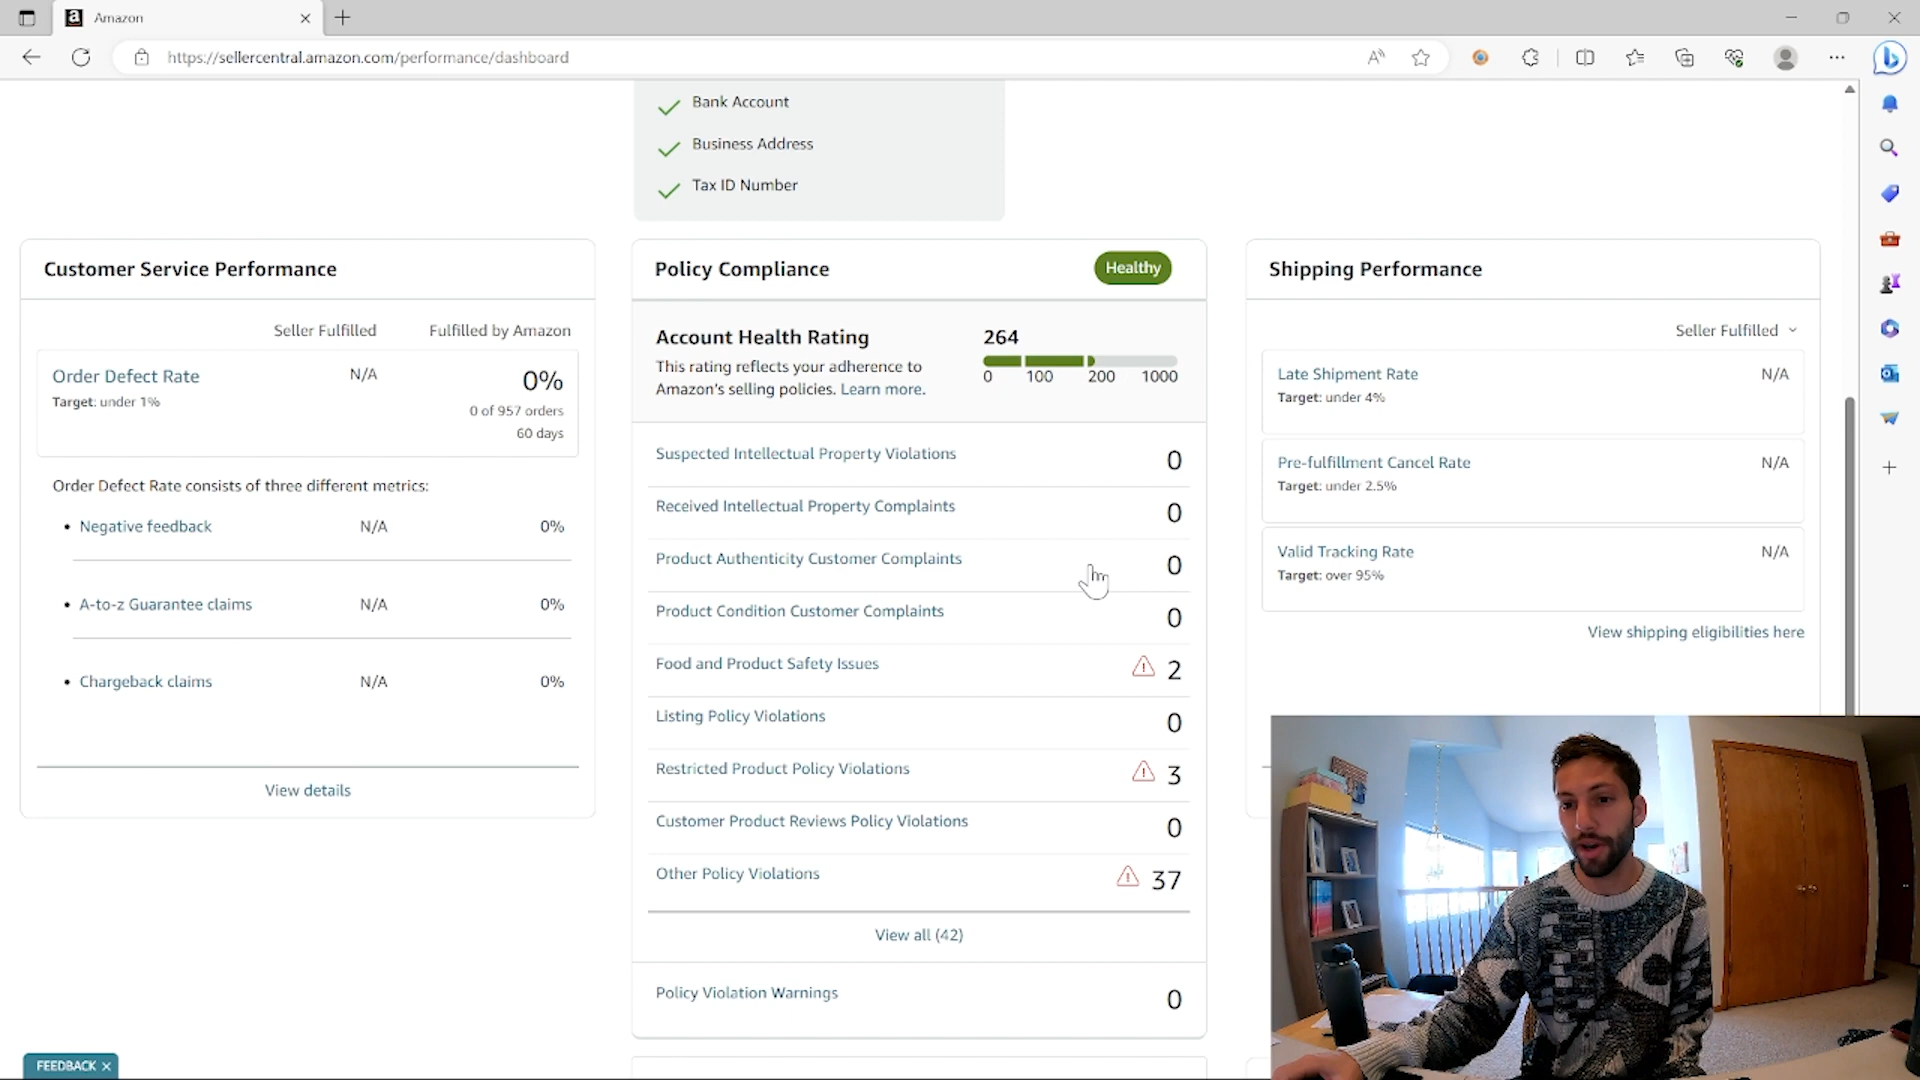 Amazon
https://sellercentral.amazon.com/performance/dashboard
Bank Account
Business Address
Tax ID Number
Customer Service Performance
Seller Fulfilled Fulfilled by Amazon
Order Defect Rate N/A 0%
Target: under 1%
0 of 957 orders
60 days
Order Defect Rate consists of three different metrics:
• Negative feedback N/A 0%
• A-to-z Guarantee claims N/A 0%
• Chargeback claims N/A 0%
View details
Policy Compliance Healthy
Account Health Rating 264
This rating reflects your adherence to
Amazon's selling policies. Learn more.
0 100 200 1000
Suspected Intellectual Property Violations 0
Received Intellectual Property Complaints 0
Product Authenticity Customer Complaints 0
Product Condition Customer Complaints 0
Food and Product Safety Issues 2
Listing Policy Violations 0
Restricted Product Policy Violations 3
Customer Product Reviews Policy Violations 0
Other Policy Violations 37
View all (42)
Policy Violation Warnings 0
Shipping Performance
Seller Fulfilled
Late Shipment Rate N/A
Target: under 4%
Pre-fulfillment Cancel Rate N/A
Target: under 2.5%
Valid Tracking Rate N/A
Target: over 95%
View shipping eligibilities here
FEEDBACK ×